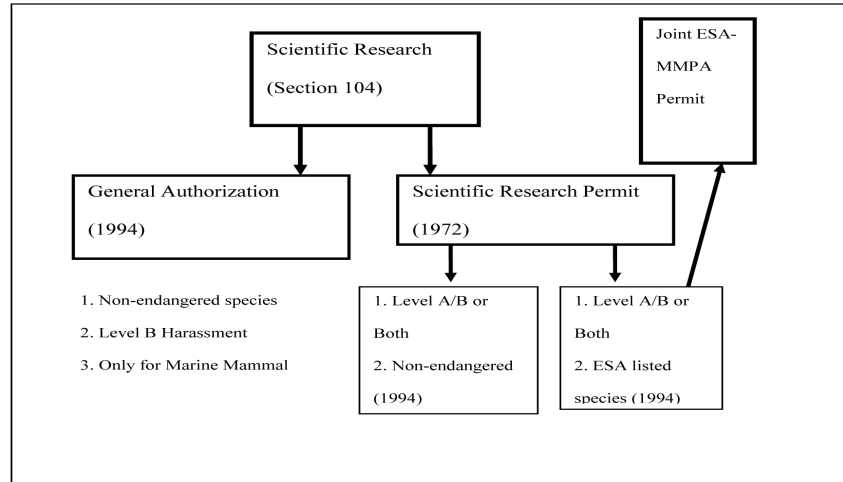 Scientific Research
(Section 104)
Joint ESA-
MMPA
Permit
General Authorization
(1994)
Scientific Research Permit
(1972)
1. Non-endangered species
2. Level B Harassment
3. Only for Marine Mammal
1. Level A/B or
Both
2. Non-endangered
(1994)
1. Level A/B or
Both
2. ESA listed
species (1994)